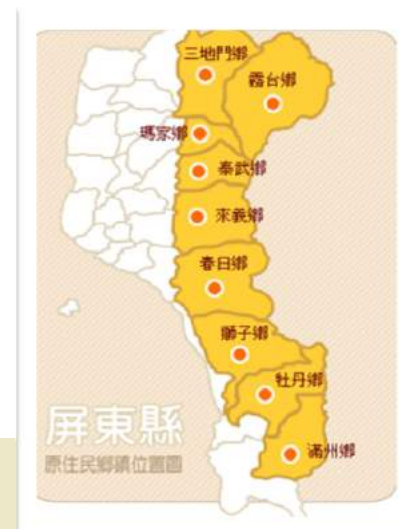 三地門鄉
霧台鄉
瑪家鄉
泰武鄉
來義鄉
春日鄉
獅子鄉
牡丹鄉
滿州鄉
屏東縣
原住民鄉鎮位置圖